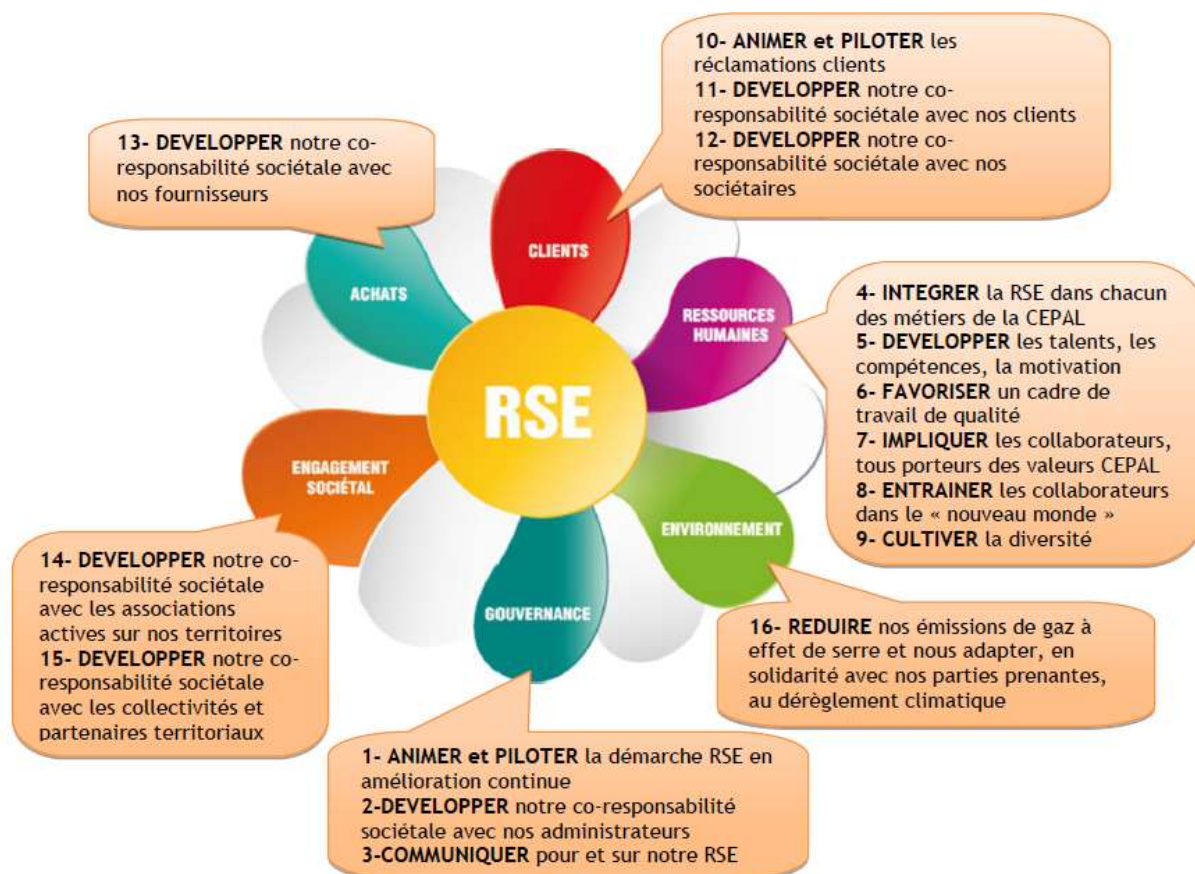 10- ANIMER et PILOTER les
réclamations clients
11- DEVELOPPER notre co-
responsabilité sociétale avec nos clients
12- DEVELOPPER notre co-
responsabilité sociétale avec nos
sociétaires
13- DEVELOPPER notre co-
responsabilité sociétale avec
nos fournisseurs
CLIENTS
ACHATS
RESSOURCES
HUMAINES
4- INTEGRER la RSE dans chacun
des métiers de la CEPAL
5- DEVELOPPER les talents, les
compétences, la motivation
6- FAVORISER un cadre de
travail de qualité
7- IMPLIQUER les collaborateurs,
tous porteurs des valeurs CEPAL
8- ENTRAINER les collaborateurs
dans le « nouveau monde »
9- CULTIVER la diversité
RSE
ENGAGEMENT
SOCIÉTAL
ENVIRONNEMENT
GOUVERNANCE
14- DEVELOPPER notre co-
responsabilité sociétale
avec les associations
actives sur nos territoires
15- DEVELOPPER notre co-
responsabilité sociétale
avec les collectivités et
partenaires territoriaux
16- REDUIRE nos émissions de gaz à
effet de serre et nous adapter, en
solidarité avec nos parties prenantes,
au dérèglement climatique
1- ANIMER et PILOTER la démarche RSE en
amélioration continue
2-DEVELOPPER notre co-responsabilité
sociétale avec nos administrateurs
3-COMMUNIQUER pour et sur notre RSE